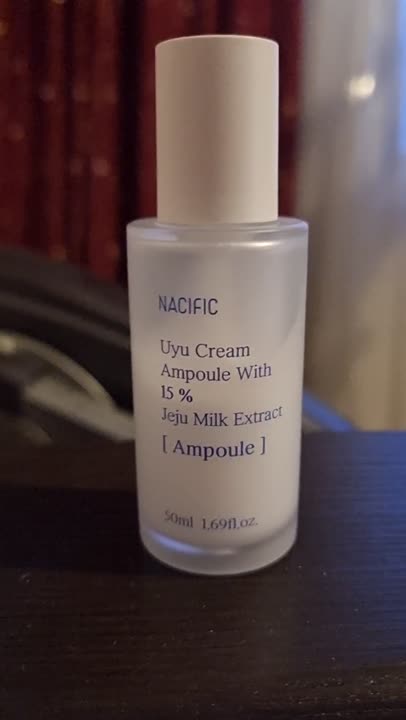 NACIFIC
Uyu Cream
Ampoule With
15 %
Jeju Milk Extract
[ Ampoule ]
50ml 1.69fl.oz.